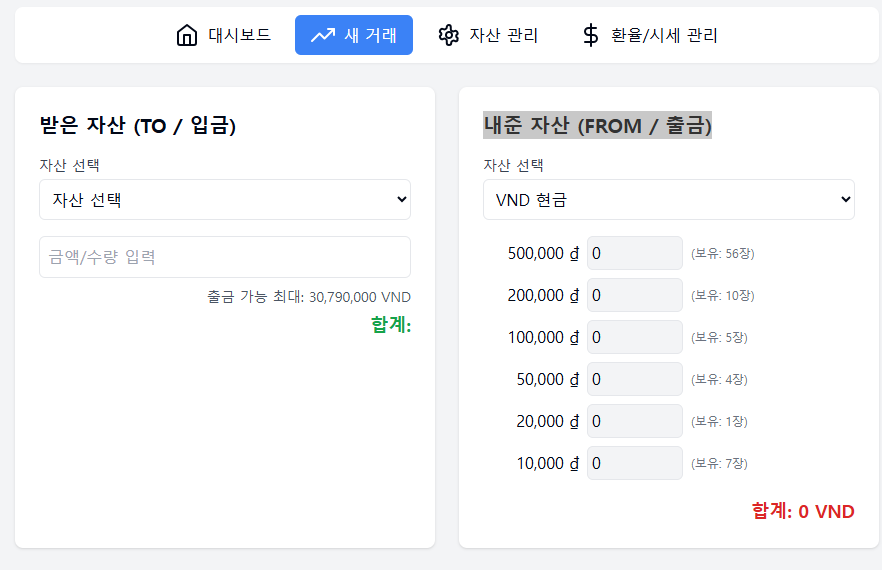 대시보드 새 거래 자산 관리 환율/시세 관리
받은 자산 (TO / 입금)
자산 선택
자산 선택
금액/수량 입력
출금 가능 최대: 30,790,000 VND
합계:
내준 자산 (FROM / 출금)
자산 선택
VND 현금
500,000 ₫ 0 (보유: 56장)
200,000 ₫ 0 (보유: 10장)
100,000 ₫ 0 (보유: 5장)
50,000 ₫ 0 (보유: 4장)
20,000 ₫ 0 (보유: 1장)
10,000 ₫ 0 (보유: 7장)
합계: 0 VND